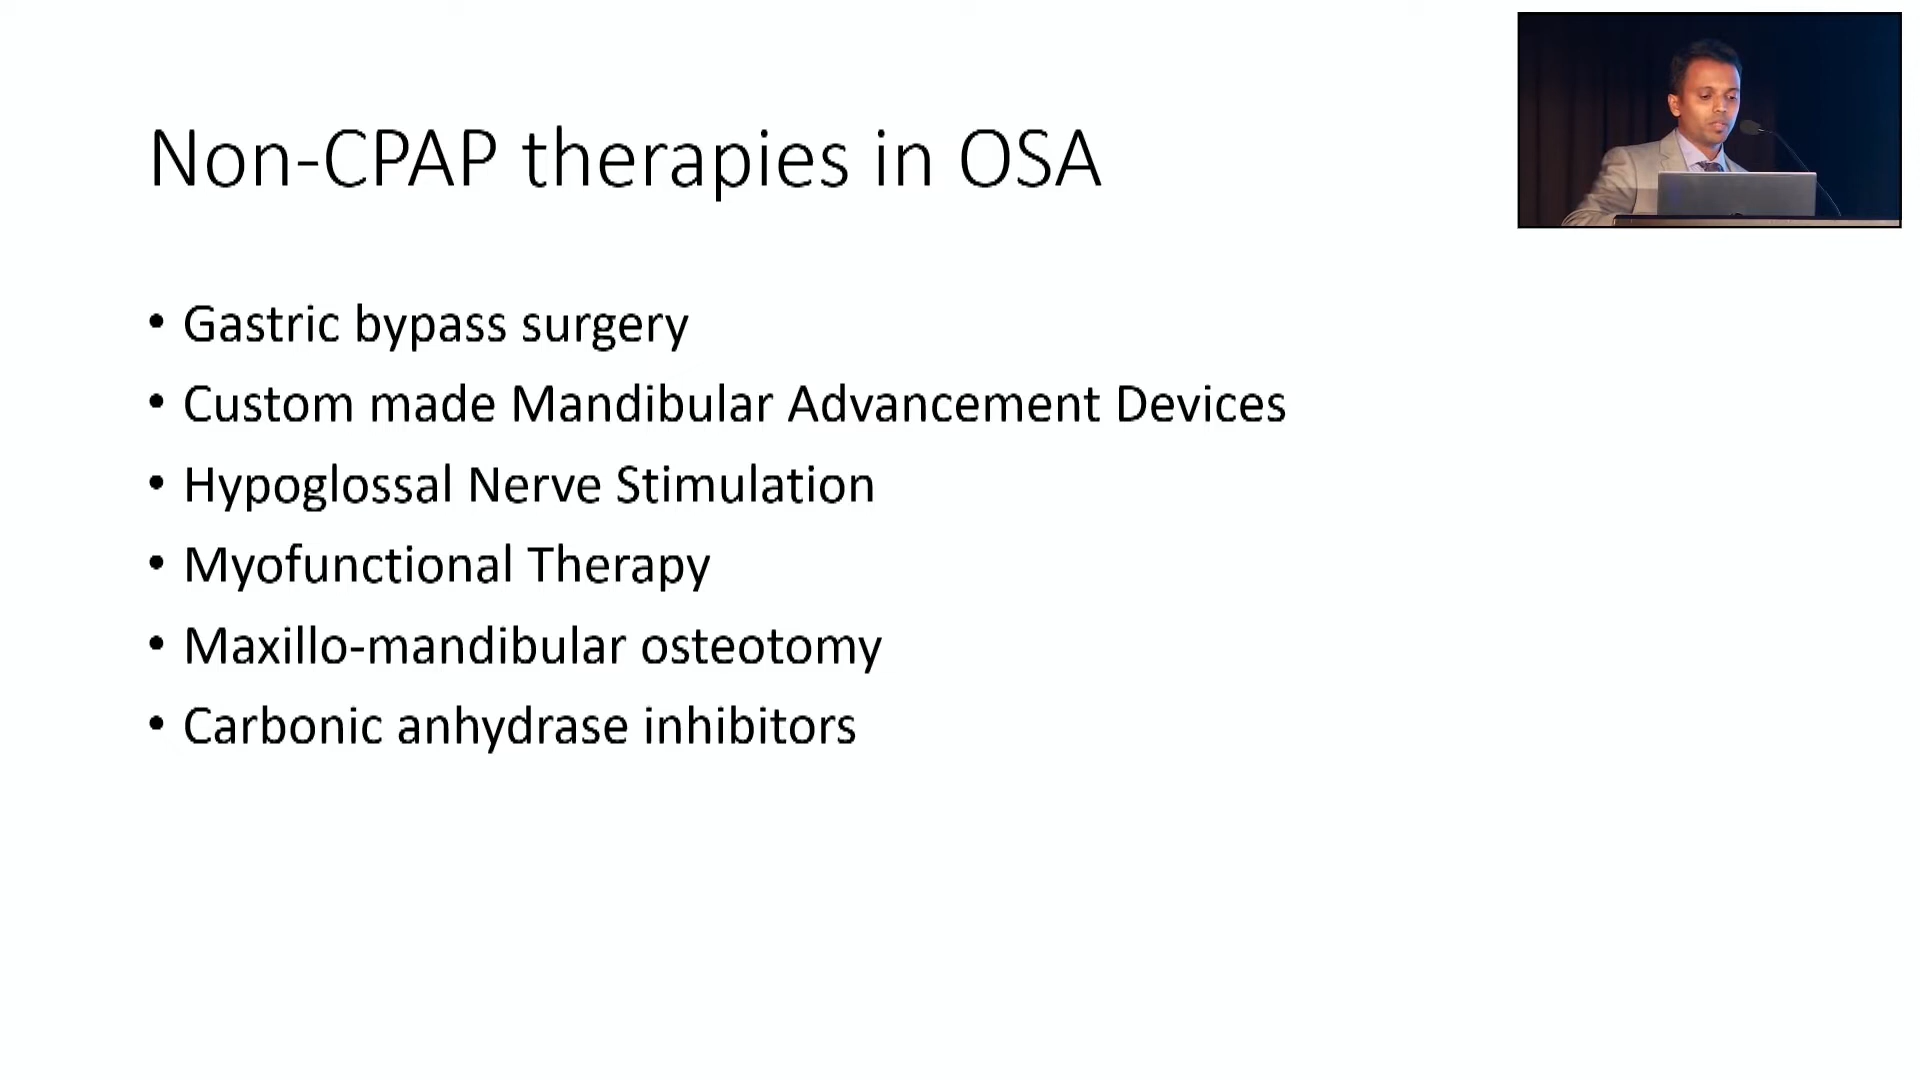 Non-CPAP therapies in OSA
• Gastric bypass surgery
• Custom made Mandibular Advancement Devices
• Hypoglossal Nerve Stimulation
• Myofunctional Therapy
• Maxillo-mandibular osteotomy
• Carbonic anhydrase inhibitors